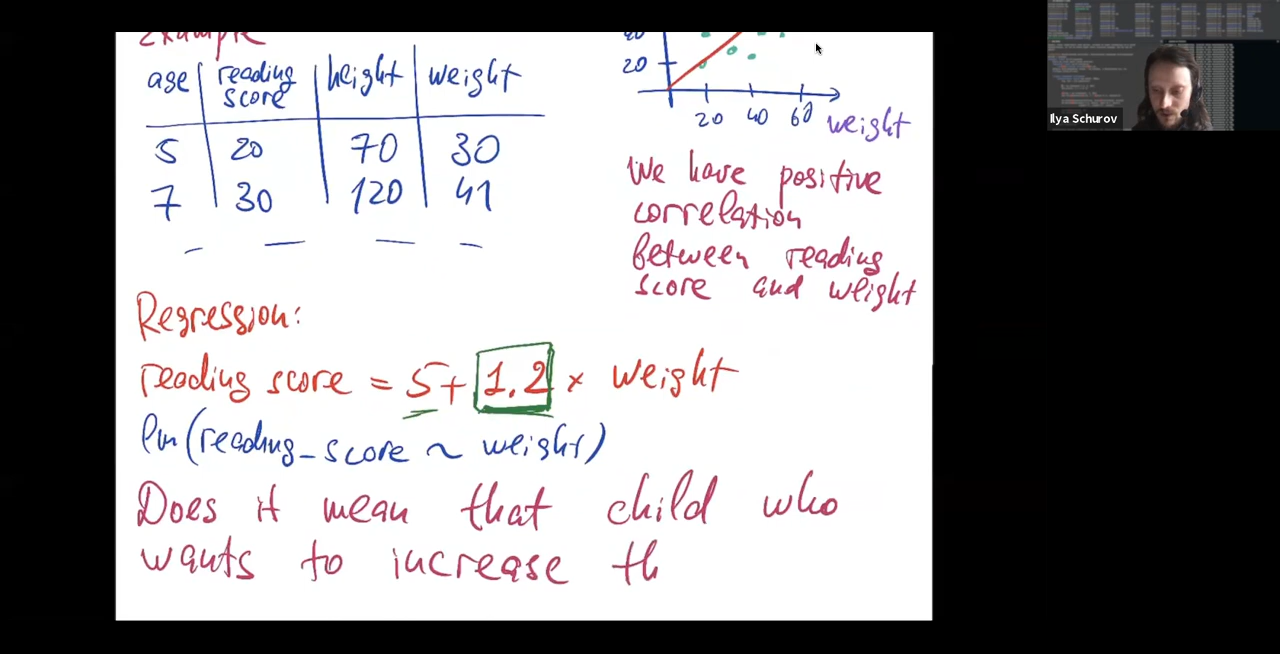 Example
age reading score height weight
5 20 70 30
7 30 120 41
40
20
20 40 60 weight
We have positive
correlation
between reading
score and weight
Regression:
reading score = 5 + 1.2 × weight
lm(reading_score ~ weight)
Does it mean that child who
wants to increase th
Ilya Schurov